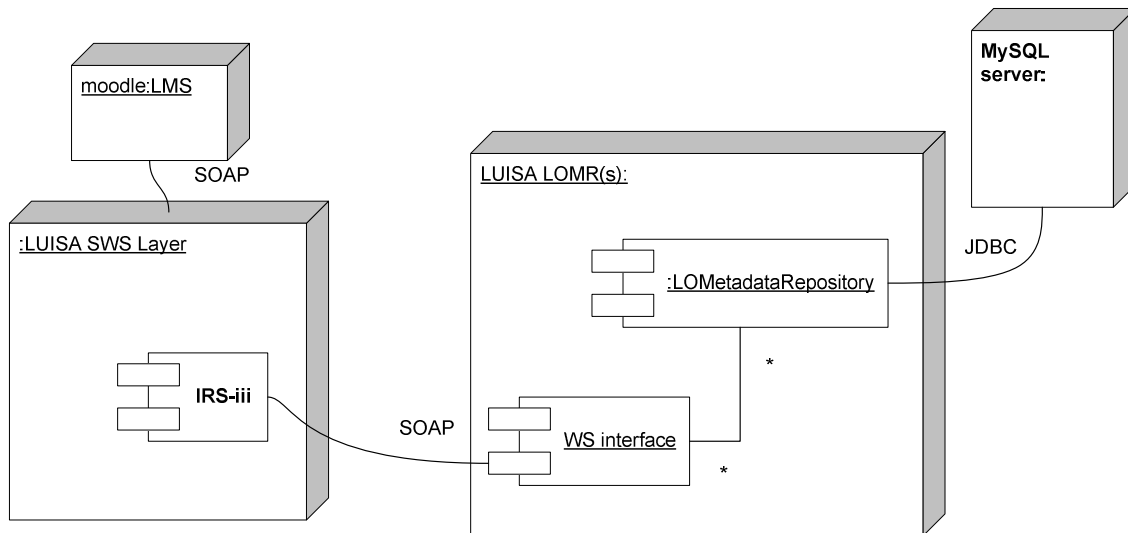 moodle:LMS
SOAP
:LUISA SWS Layer
IRS-iii
SOAP
LUISA LOMR(s):
:LOMetadataRepository
*
WS interface
*
MySQL
server:
JDBC